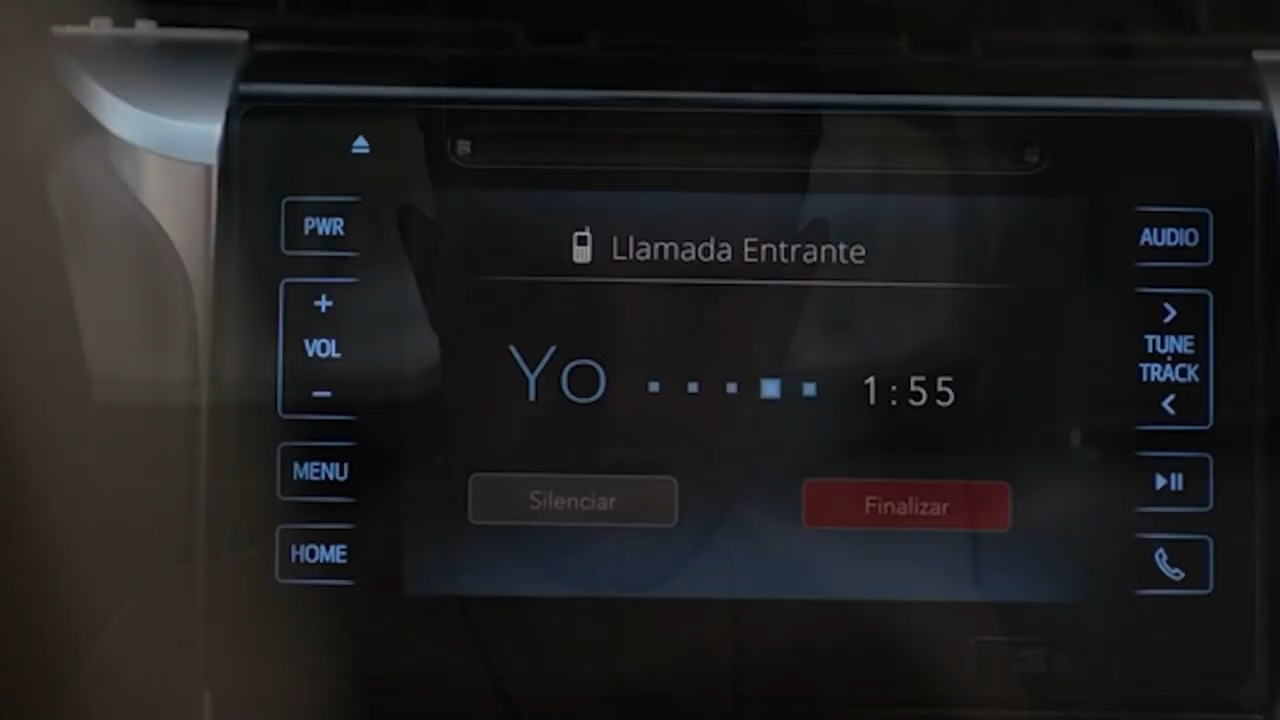 PWR
+
VOL
−
MENU
HOME
Llamada Entrante
Yo 1:55
Silenciar
Finalizar
AUDIO
>
TUNE
TRACK
<